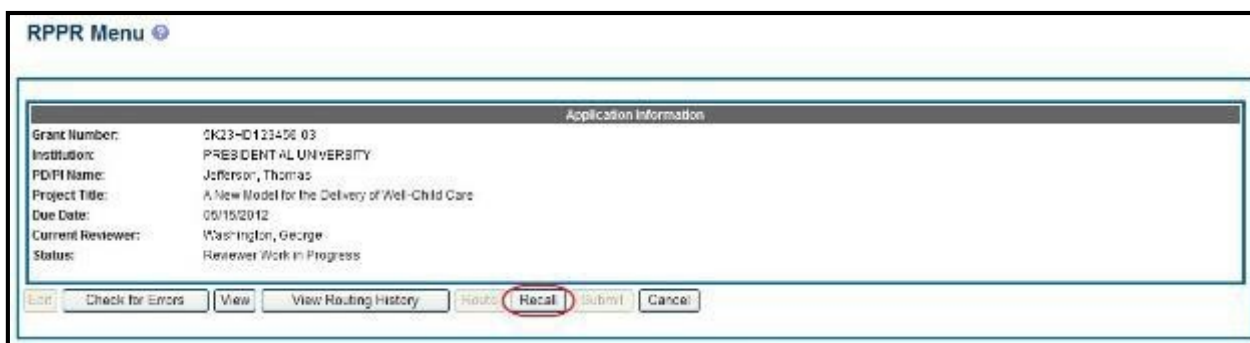 RPPR Menu ?
Application Information
Grant Number: 5K23HD123456-03
Institution: PRESIDENTIAL UNIVERSITY
PD/PI Name: Jefferson, Thomas
Project Title: A New Model for the Delivery of Well-Child Care
Due Date: 05/15/2012
Current Reviewer: Washington, George
Status: Reviewer Work in Progress
Edit Check for Errors View View Routing History Route Recall Submit Cancel